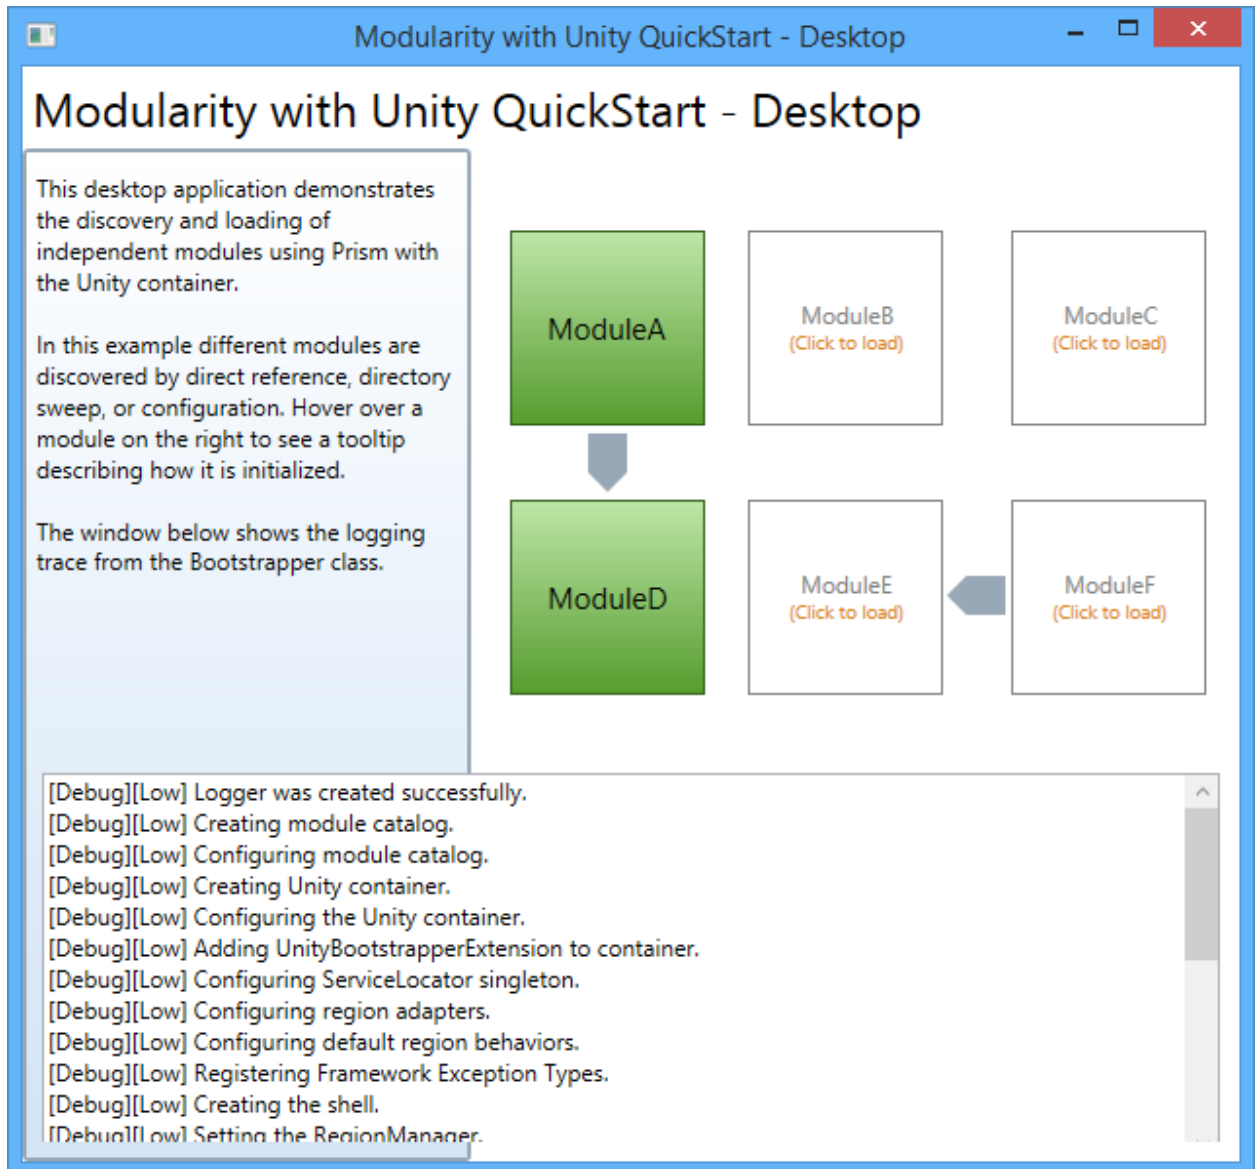 Modularity with Unity QuickStart - Desktop
Modularity with Unity QuickStart - Desktop
This desktop application demonstrates
the discovery and loading of
independent modules using Prism with
the Unity container.
In this example different modules are
discovered by direct reference, directory
sweep, or configuration. Hover over a
module on the right to see a tooltip
describing how it is initialized.
The window below shows the logging
trace from the Bootstrapper class.
ModuleA
ModuleB
(Click to load)
ModuleC
(Click to load)
ModuleD
ModuleE
(Click to load)
ModuleF
(Click to load)
[Debug][Low] Logger was created successfully.
[Debug][Low] Creating module catalog.
[Debug][Low] Configuring module catalog.
[Debug][Low] Creating Unity container.
[Debug][Low] Configuring the Unity container.
[Debug][Low] Adding UnityBootstrapperExtension to container.
[Debug][Low] Configuring ServiceLocator singleton.
[Debug][Low] Configuring region adapters.
[Debug][Low] Configuring default region behaviors.
[Debug][Low] Registering Framework Exception Types.
[Debug][Low] Creating the shell.
[Debug][Low] Setting the RegionManager.